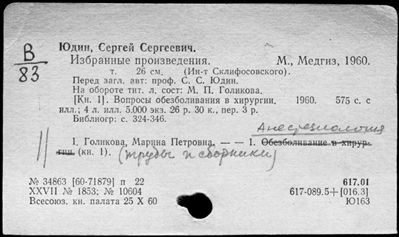 Юдин, Сергей Сергеевич.
В
83
Избранные произведения. М., Медгиз, 1960.
т. 26 см. (Ин-т Склифосовского).
Перед загл. авт: проф. С. С. Юдин.
На обороте тит. л. сост: М. П. Голикова.
[Кн. 1]. Вопросы обезболивания в хирургии, 1960. 575 с. с
илл.; 4 л. илл. 5.000 экз. 26 р. 30 к., пер. 3 р.
Библиогр: с. 324-346.
Анестезиология
1. Голикова, Марина Петровна. — — 1. Обезболивание в хирур-
гии. (кн. 1). (труды и сборники)
№ 34863 [60-71879] п 22 617.01
XXVII № 1853; № 10604 617-089.5+[016.3]
Всесоюз. кн. палата 25 X 60 Ю163